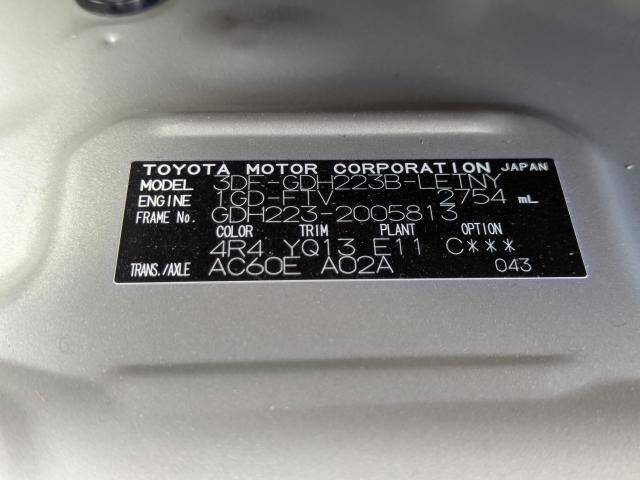 TOYOTA MOTOR CORPORATION JAPAN
MODEL 3DF-GDH223B-LETNY
ENGINE 1GD-FTV 2754 mL
FRAME No. GDH223-2005813
COLOR TRIM PLANT OPTION
4R4 YQ13 E11 C***
TRANS./AXLE AC60E A02A 043